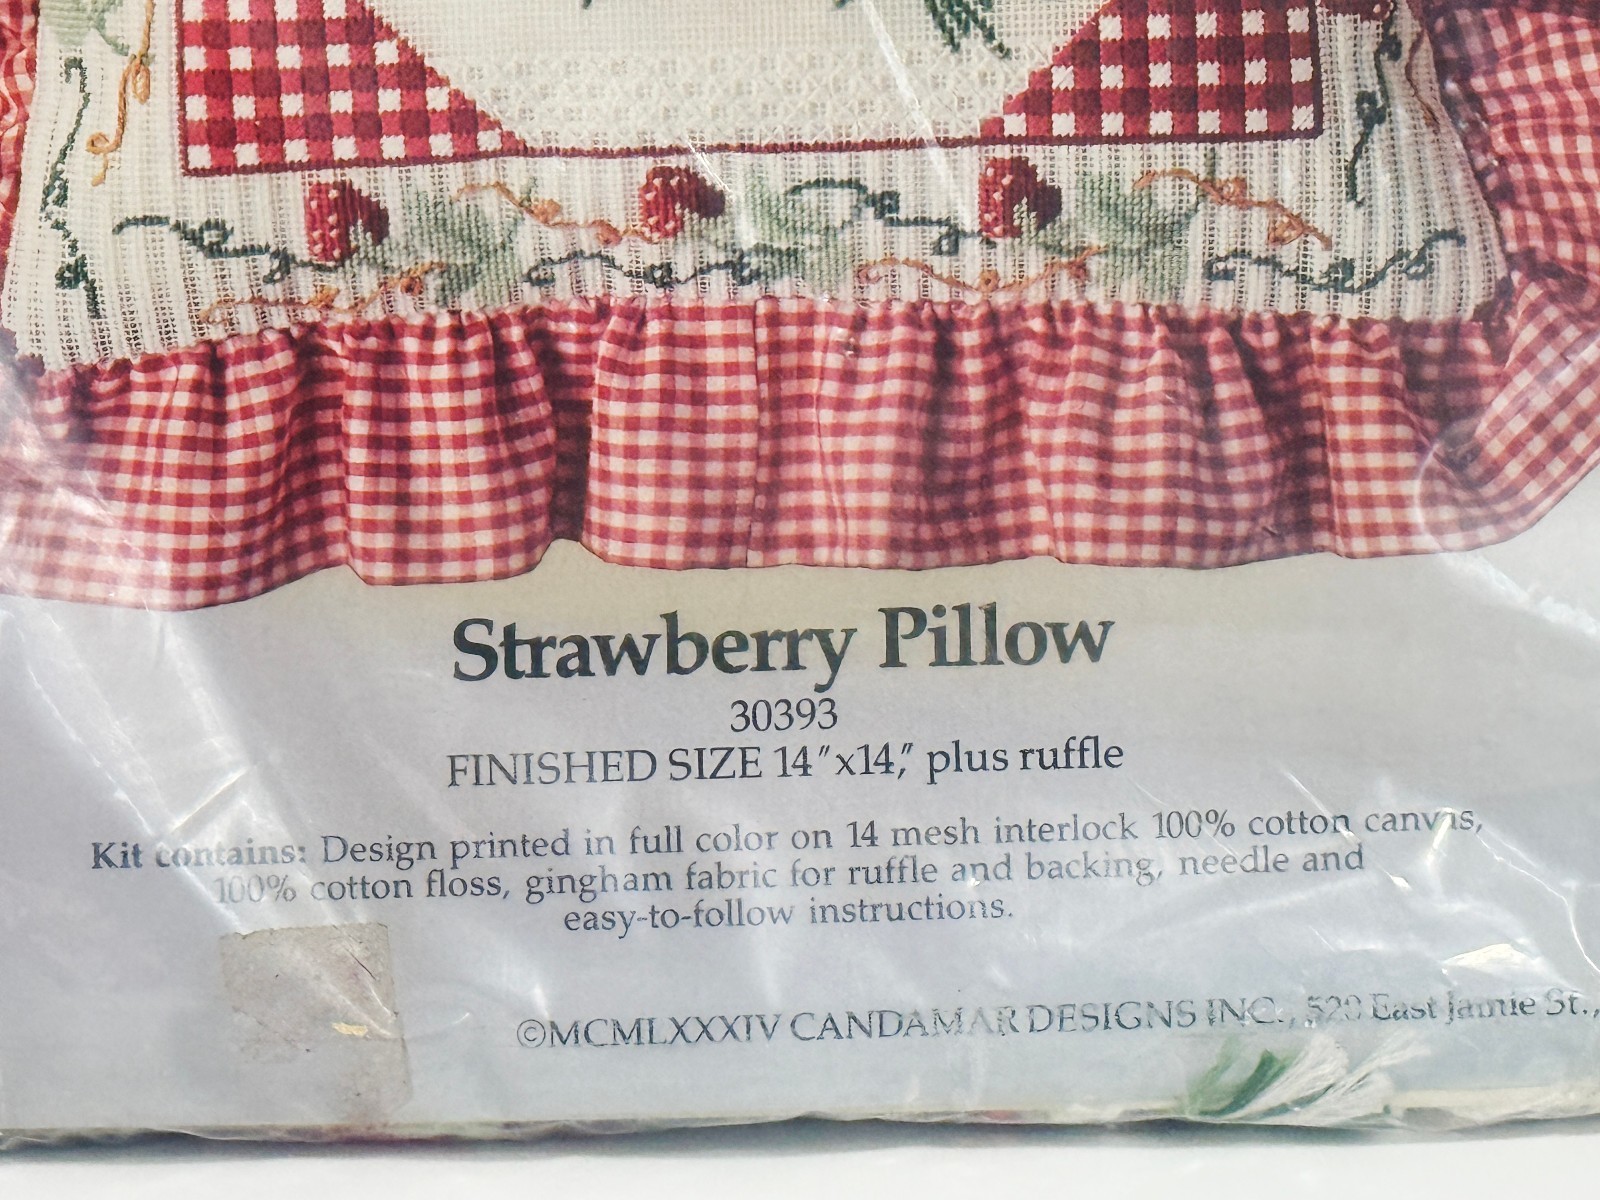 Strawberry Pillow
30393
FINISHED SIZE 14″x14,″ plus ruffle
Kit contains: Design printed in full color on 14 mesh interlock 100% cotton canvas,
100% cotton floss, gingham fabric for ruffle and backing, needle and
easy-to-follow instructions.
©MCMLXXXIV CANDAMAR DESIGNS INC., 520 East Jamie St.,